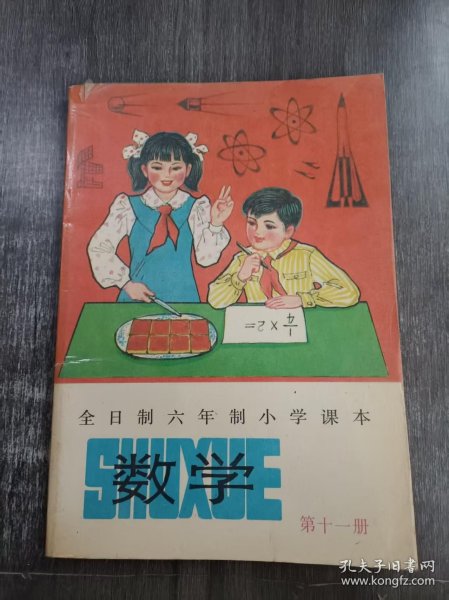 1/4×2=
全日制六年制小学课本
SHUXUE
数学
第十一册
孔夫子旧书网
www.kongfz.com